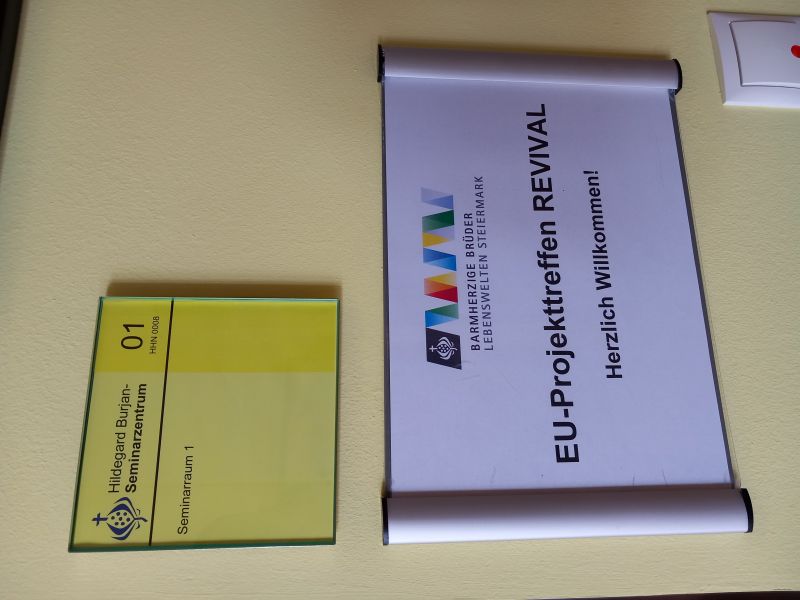 Hildegard Burjan-
Seminarzentrum
01
HHN 0008
Seminarraum 1
BARMHERZIGE BRÜDER
LEBENSWELTEN STEIERMARK
EU-Projekttreffen REVIVAL
Herzlich Willkommen!